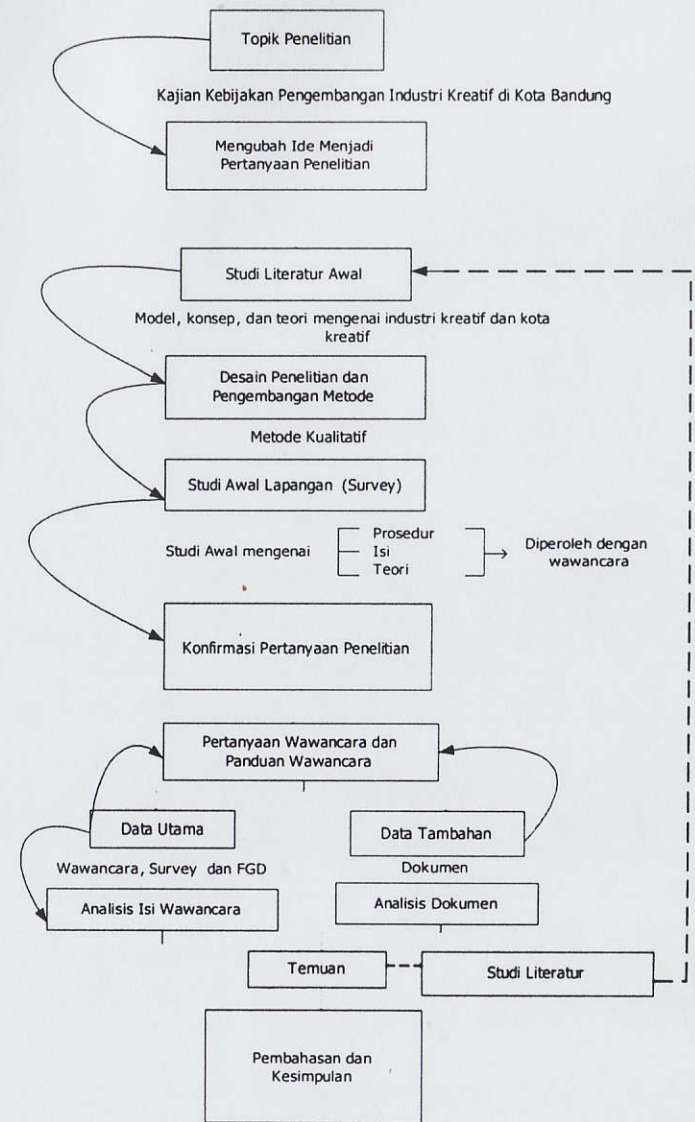 Topik Penelitian
Kajian Kebijakan Pengembangan Industri Kreatif di Kota Bandung
Mengubah Ide Menjadi
Pertanyaan Penelitian
Studi Literatur Awal
Model, konsep, dan teori mengenai industri kreatif dan kota
kreatif
Desain Penelitian dan
Pengembangan Metode
Metode Kualitatif
Studi Awal Lapangan (Survey)
Studi Awal mengenai
Prosedur
Isi
Teori
Diperoleh dengan
wawancara
Konfirmasi Pertanyaan Penelitian
Pertanyaan Wawancara dan
Panduan Wawancara
Data Utama
Data Tambahan
Wawancara, Survey dan FGD
Dokumen
Analisis Isi Wawancara
Analisis Dokumen
Temuan
Studi Literatur
Pembahasan dan
Kesimpulan